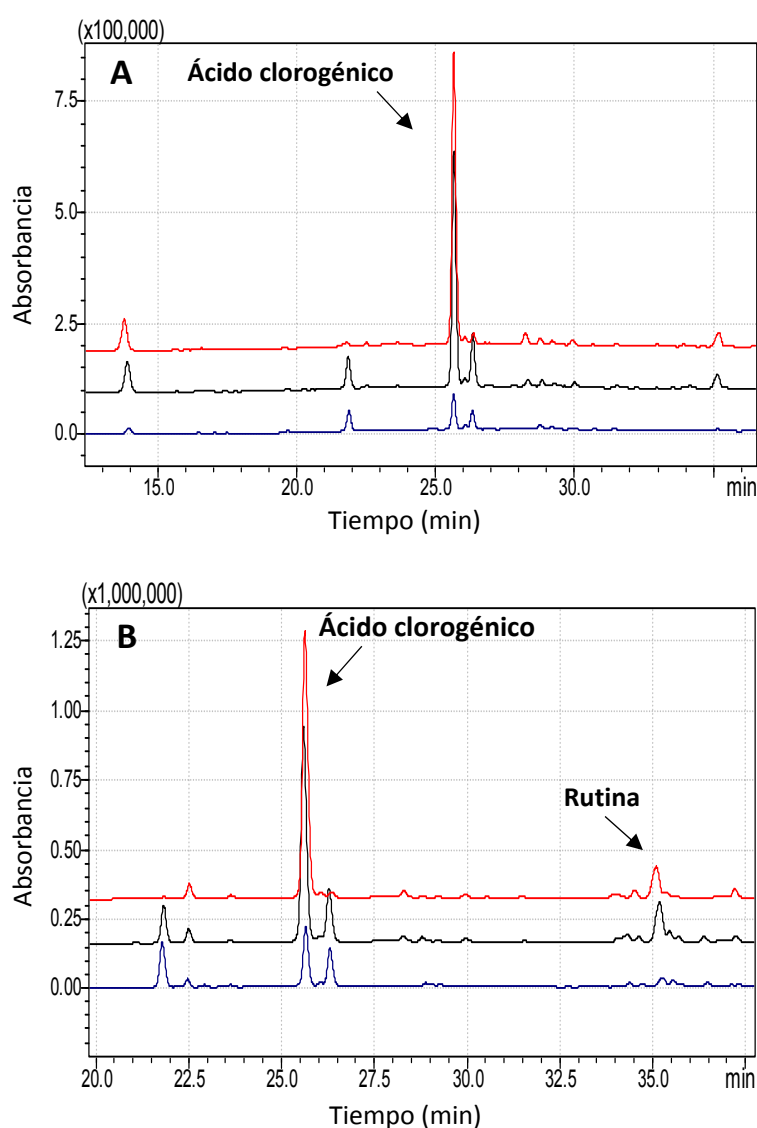 (x100,000)
A
Ácido clorogénico
7.5
5.0
2.5
0.0
Absorbancia
15.0 20.0 25.0 30.0 min
Tiempo (min)
(x1,000,000)
B
Ácido clorogénico
1.25
1.00
0.75
Rutina
0.50
0.25
0.00
Absorbancia
20.0 22.5 25.0 27.5 30.0 32.5 35.0 min
Tiempo (min)